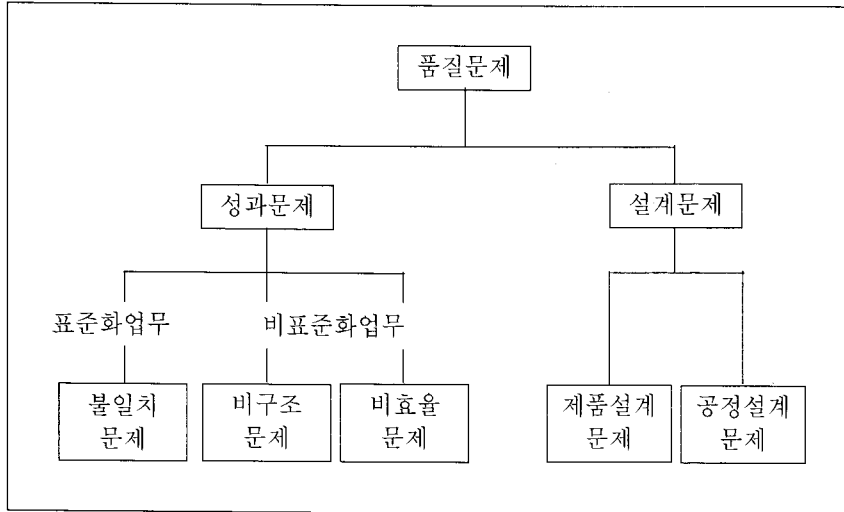 품질문제
성과문제
설계문제
표준화업무
비표준화업무
불일치
문제
비구조
문제
비효율
문제
제품설계
문제
공정설계
문제